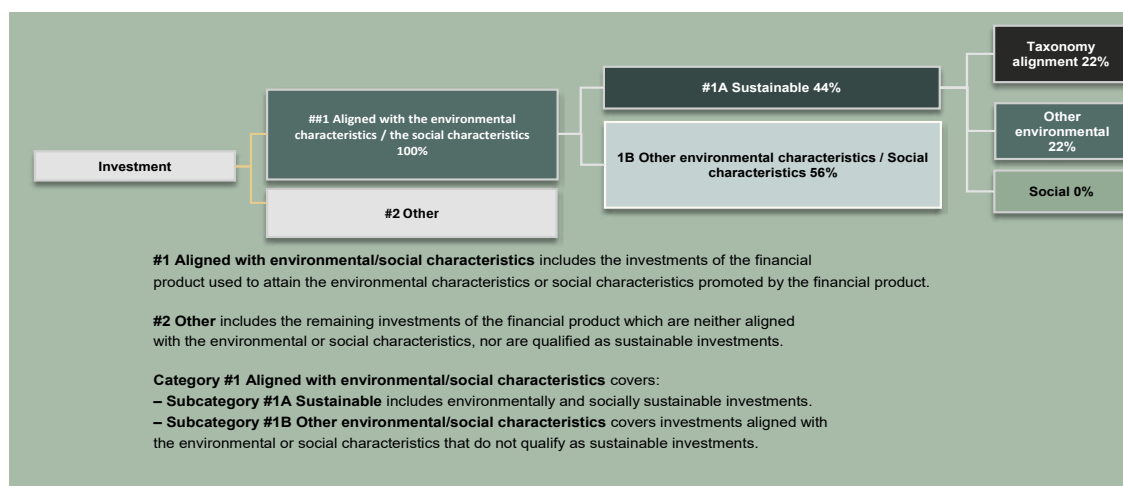 Investment
##1 Aligned with the environmental
characteristics / the social characteristics
100%
#2 Other
#1A Sustainable 44%
1B Other environmental characteristics / Social
characteristics 56%
Taxonomy
alignment 22%
Other
environmental
22%
Social 0%
#1 Aligned with environmental/social characteristics includes the investments of the financial
product used to attain the environmental characteristics or social characteristics promoted by the financial product.
#2 Other includes the remaining investments of the financial product which are neither aligned
with the environmental or social characteristics, nor are qualified as sustainable investments.
Category #1 Aligned with environmental/social characteristics covers:
– Subcategory #1A Sustainable includes environmentally and socially sustainable investments.
– Subcategory #1B Other environmental/social characteristics covers investments aligned with
the environmental or social characteristics that do not qualify as sustainable investments.